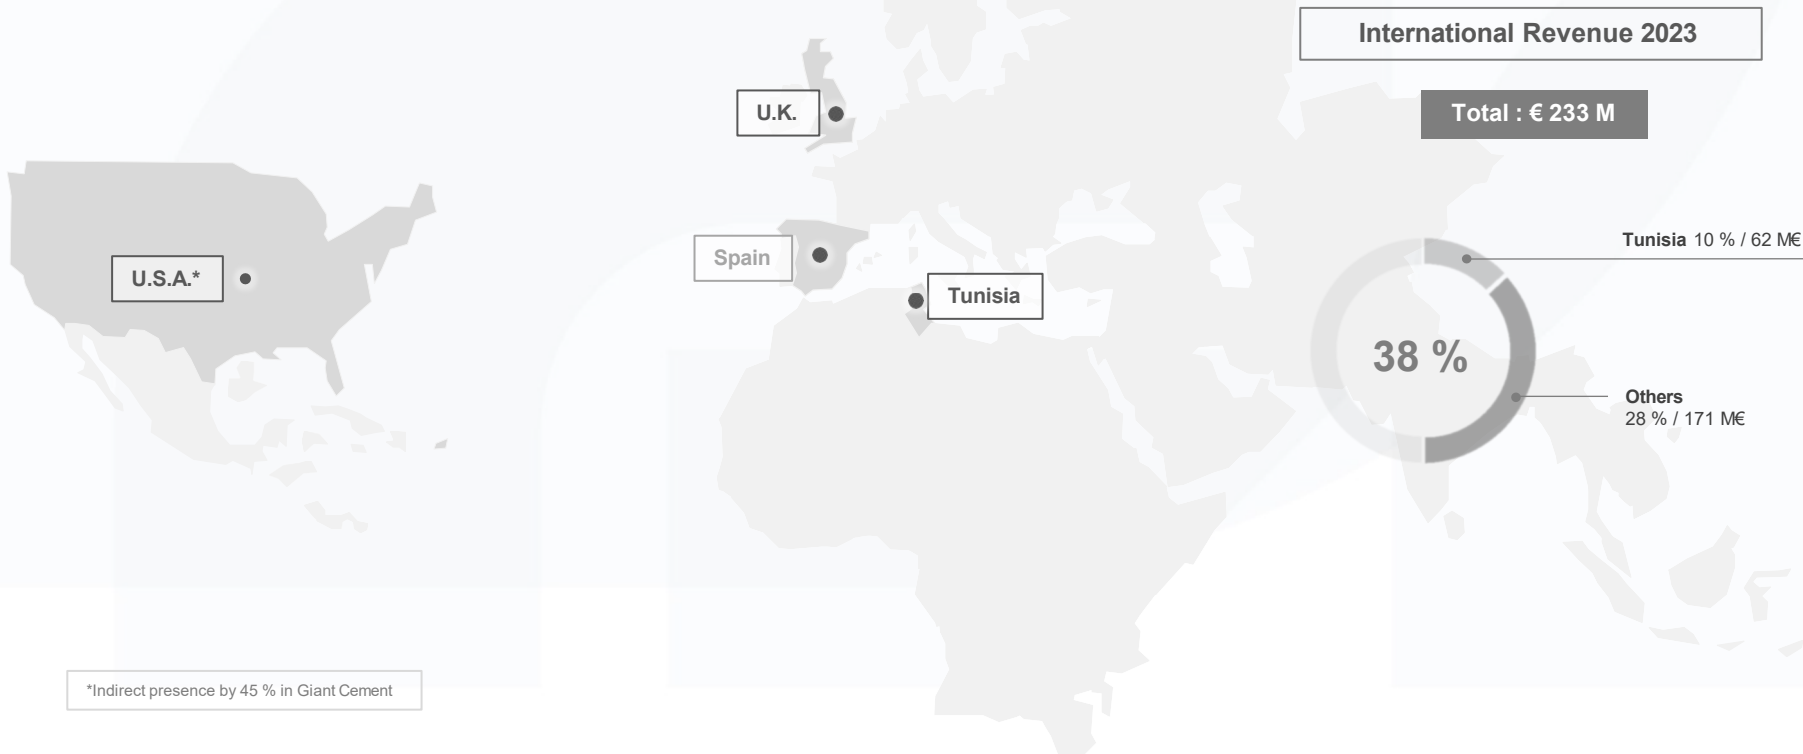 International Revenue 2023
Total : € 233 M
U.K.
U.S.A.*
Spain
Tunisia
Tunisia 10 % / 62 M€
38 %
Others
28 % / 171 M€
*Indirect presence by 45 % in Giant Cement